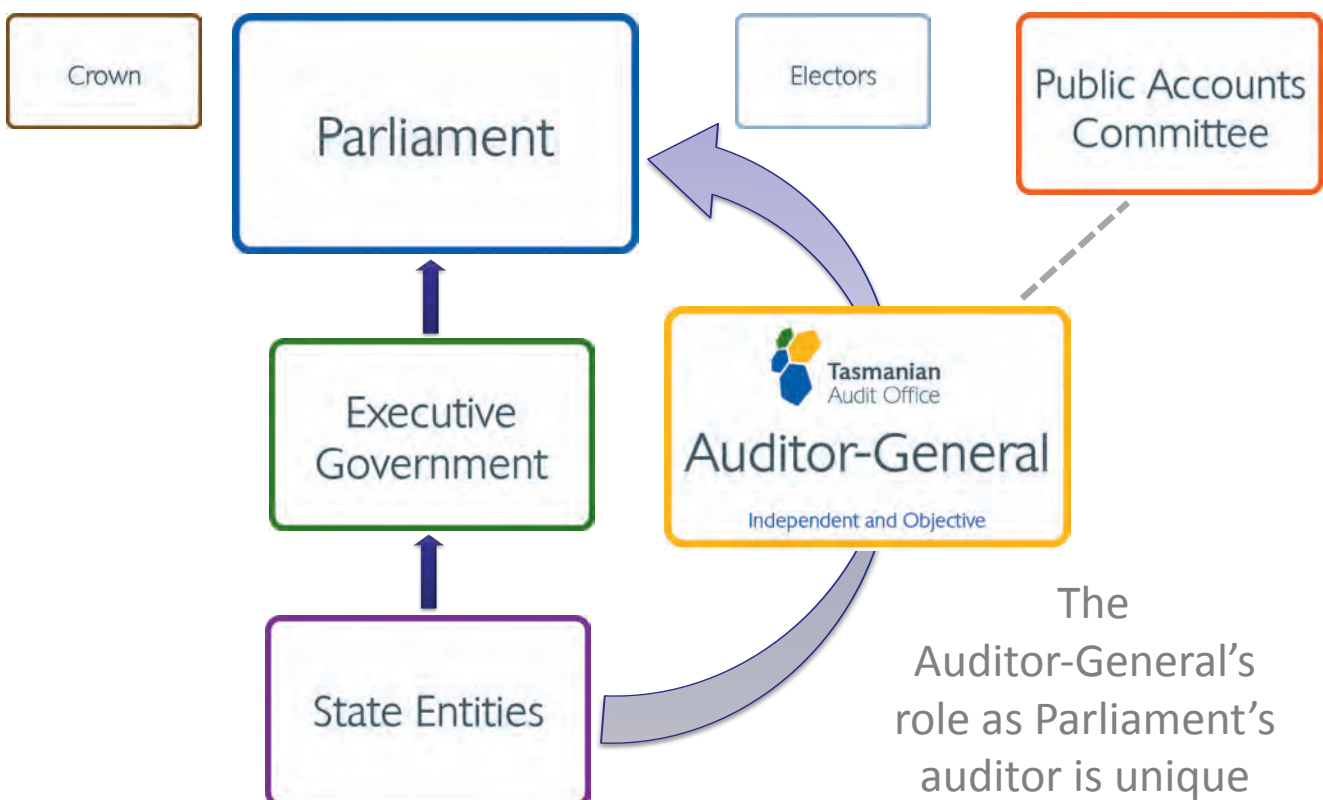 Crown
Parliament
Electors
Public Accounts
Committee
Executive
Government
Tasmanian
Audit Office
Auditor-General
Independent and Objective
State Entities
The
Auditor-General’s
role as Parliament’s
auditor is unique